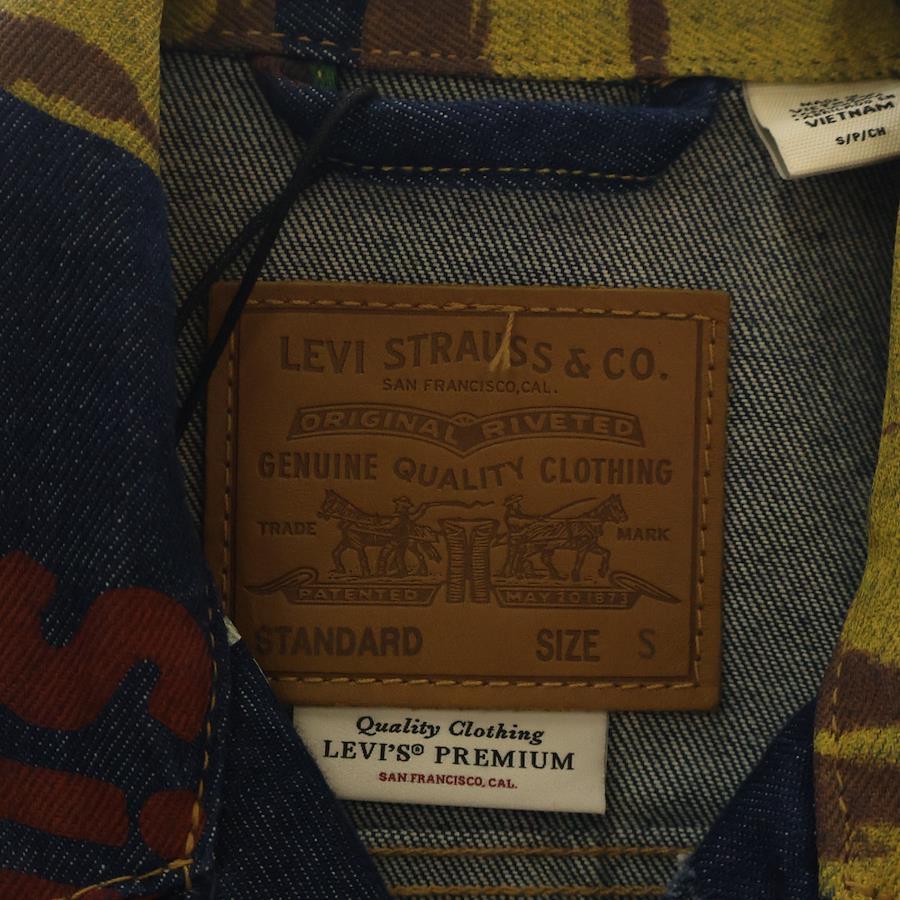 VIETNAM
S/P/CH
LEVI STRAUSS & CO.
SAN FRANCISCO, CAL.
ORIGINAL RIVETED
GENUINE QUALITY CLOTHING
TRADE MARK
PATENTED MAY 20 1873
STANDARD SIZE S
Quality Clothing
LEVI'S® PREMIUM
SAN FRANCISCO, CAL.